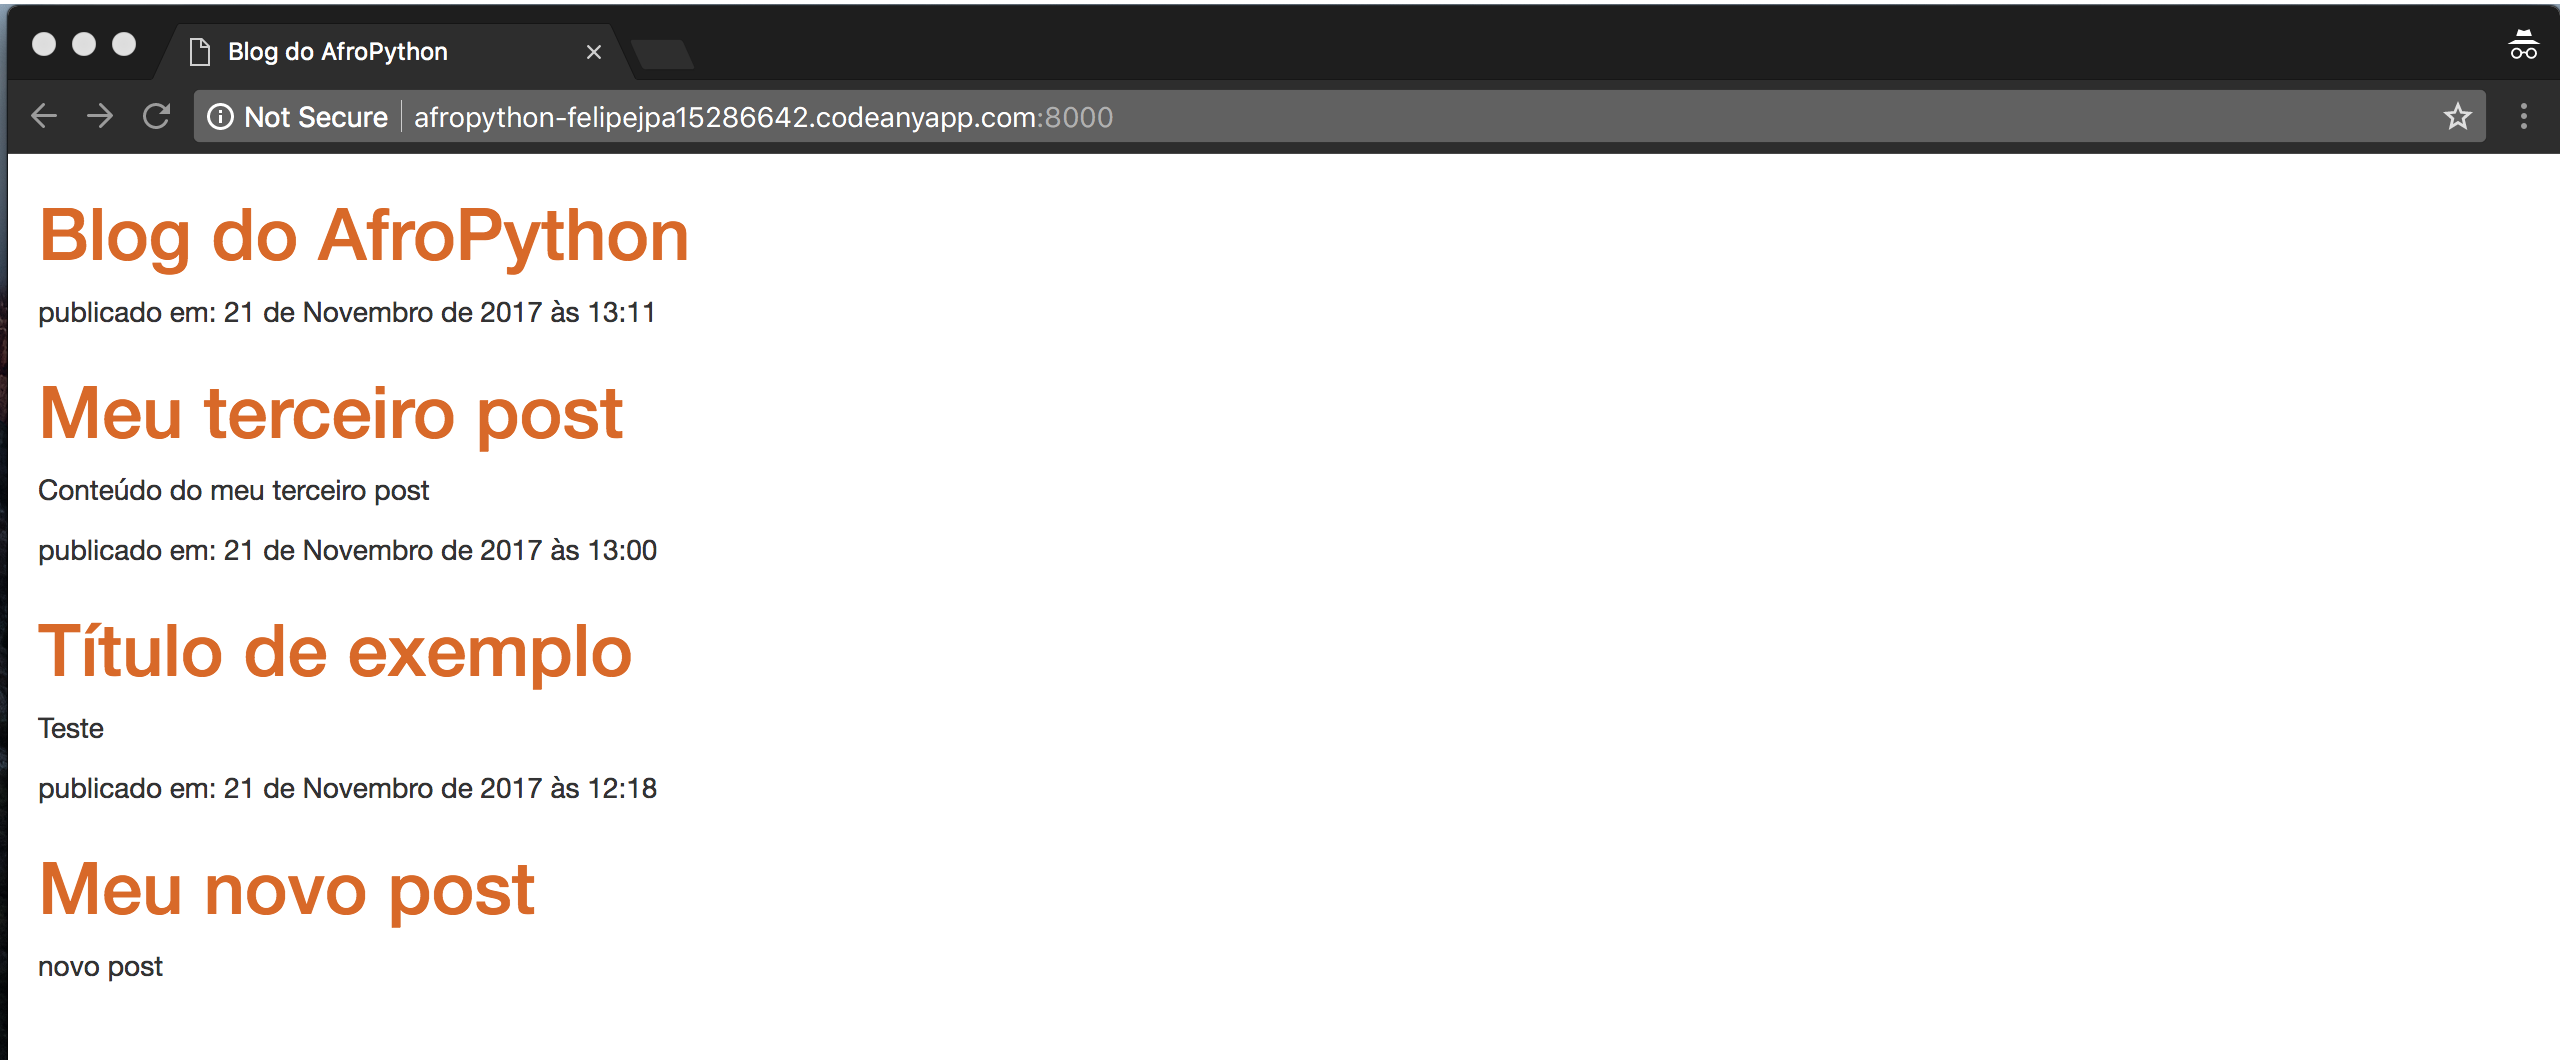 Blog do AfroPython
Not Secure afropython-felipejpa15286642.codeanyapp.com:8000
Blog do AfroPython
publicado em: 21 de Novembro de 2017 às 13:11
Meu terceiro post
Conteúdo do meu terceiro post
publicado em: 21 de Novembro de 2017 às 13:00
Título de exemplo
Teste
publicado em: 21 de Novembro de 2017 às 12:18
Meu novo post
novo post